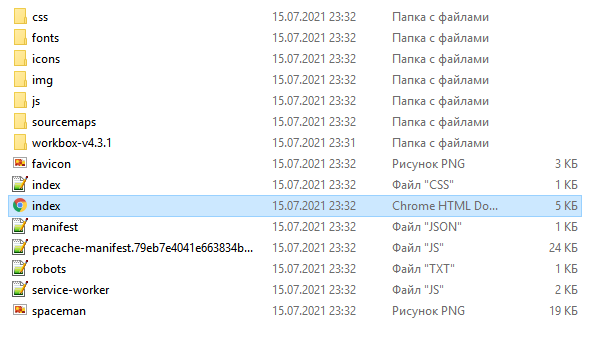 css 15.07.2021 23:32 Папка с файлами
fonts 15.07.2021 23:32 Папка с файлами
icons 15.07.2021 23:32 Папка с файлами
img 15.07.2021 23:32 Папка с файлами
js 15.07.2021 23:32 Папка с файлами
sourcemaps 15.07.2021 23:32 Папка с файлами
workbox-v4.3.1 15.07.2021 23:31 Папка с файлами
favicon 15.07.2021 23:32 Рисунок PNG 3 КБ
index 15.07.2021 23:32 Файл "CSS" 1 КБ
index 15.07.2021 23:32 Chrome HTML Do... 5 КБ
manifest 15.07.2021 23:32 Файл "JSON" 1 КБ
precache-manifest.79eb7e4041e663834b... 15.07.2021 23:32 Файл "JS" 24 КБ
robots 15.07.2021 23:32 Файл "TXT" 1 КБ
service-worker 15.07.2021 23:32 Файл "JS" 2 КБ
spaceman 15.07.2021 23:32 Рисунок PNG 19 КБ